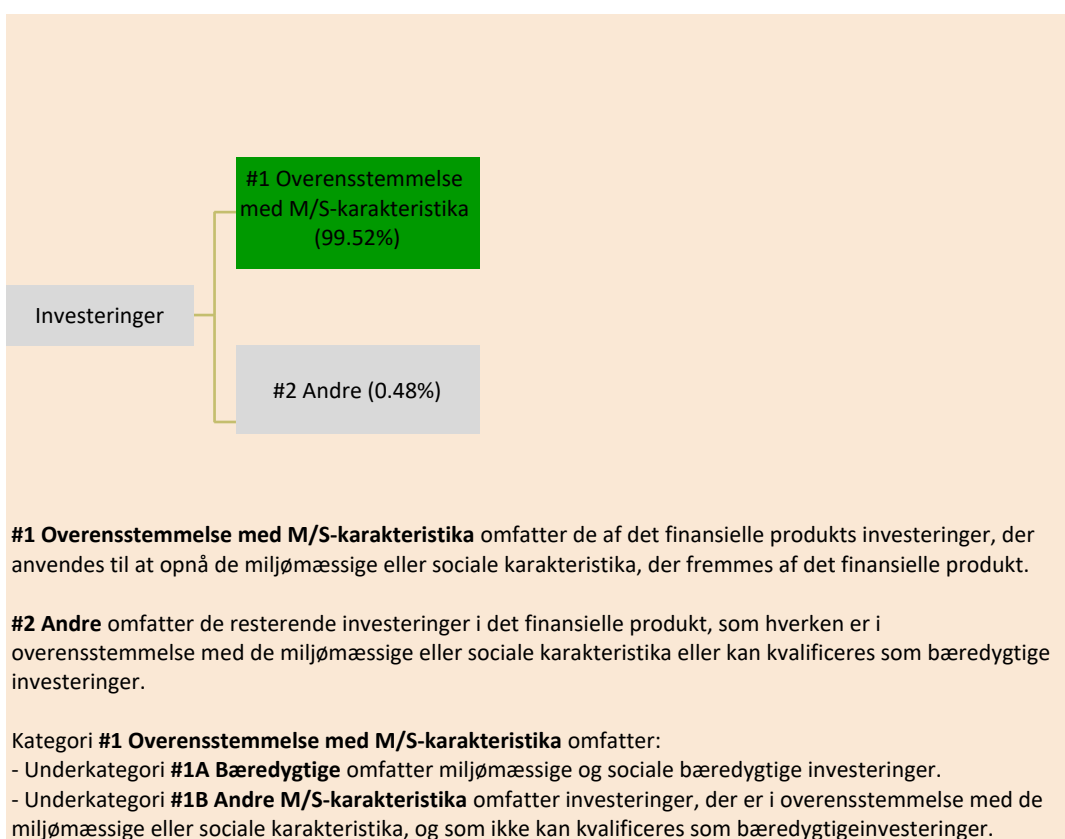 #1 Overensstemmelse
med M/S-karakteristika
(99.52%)
Investeringer
#2 Andre (0.48%)
#1 Overensstemmelse med M/S-karakteristika omfatter de af det finansielle produkts investeringer, der
anvendes til at opnå de miljømæssige eller sociale karakteristika, der fremmes af det finansielle produkt.
#2 Andre omfatter de resterende investeringer i det finansielle produkt, som hverken er i
overensstemmelse med de miljømæssige eller sociale karakteristika eller kan kvalificeres som bæredygtige
investeringer.
Kategori #1 Overensstemmelse med M/S-karakteristika omfatter:
- Underkategori #1A Bæredygtige omfatter miljømæssige og sociale bæredygtige investeringer.
- Underkategori #1B Andre M/S-karakteristika omfatter investeringer, der er i overensstemmelse med de
miljømæssige eller sociale karakteristika, og som ikke kan kvalificeres som bæredygtigeinvesteringer.